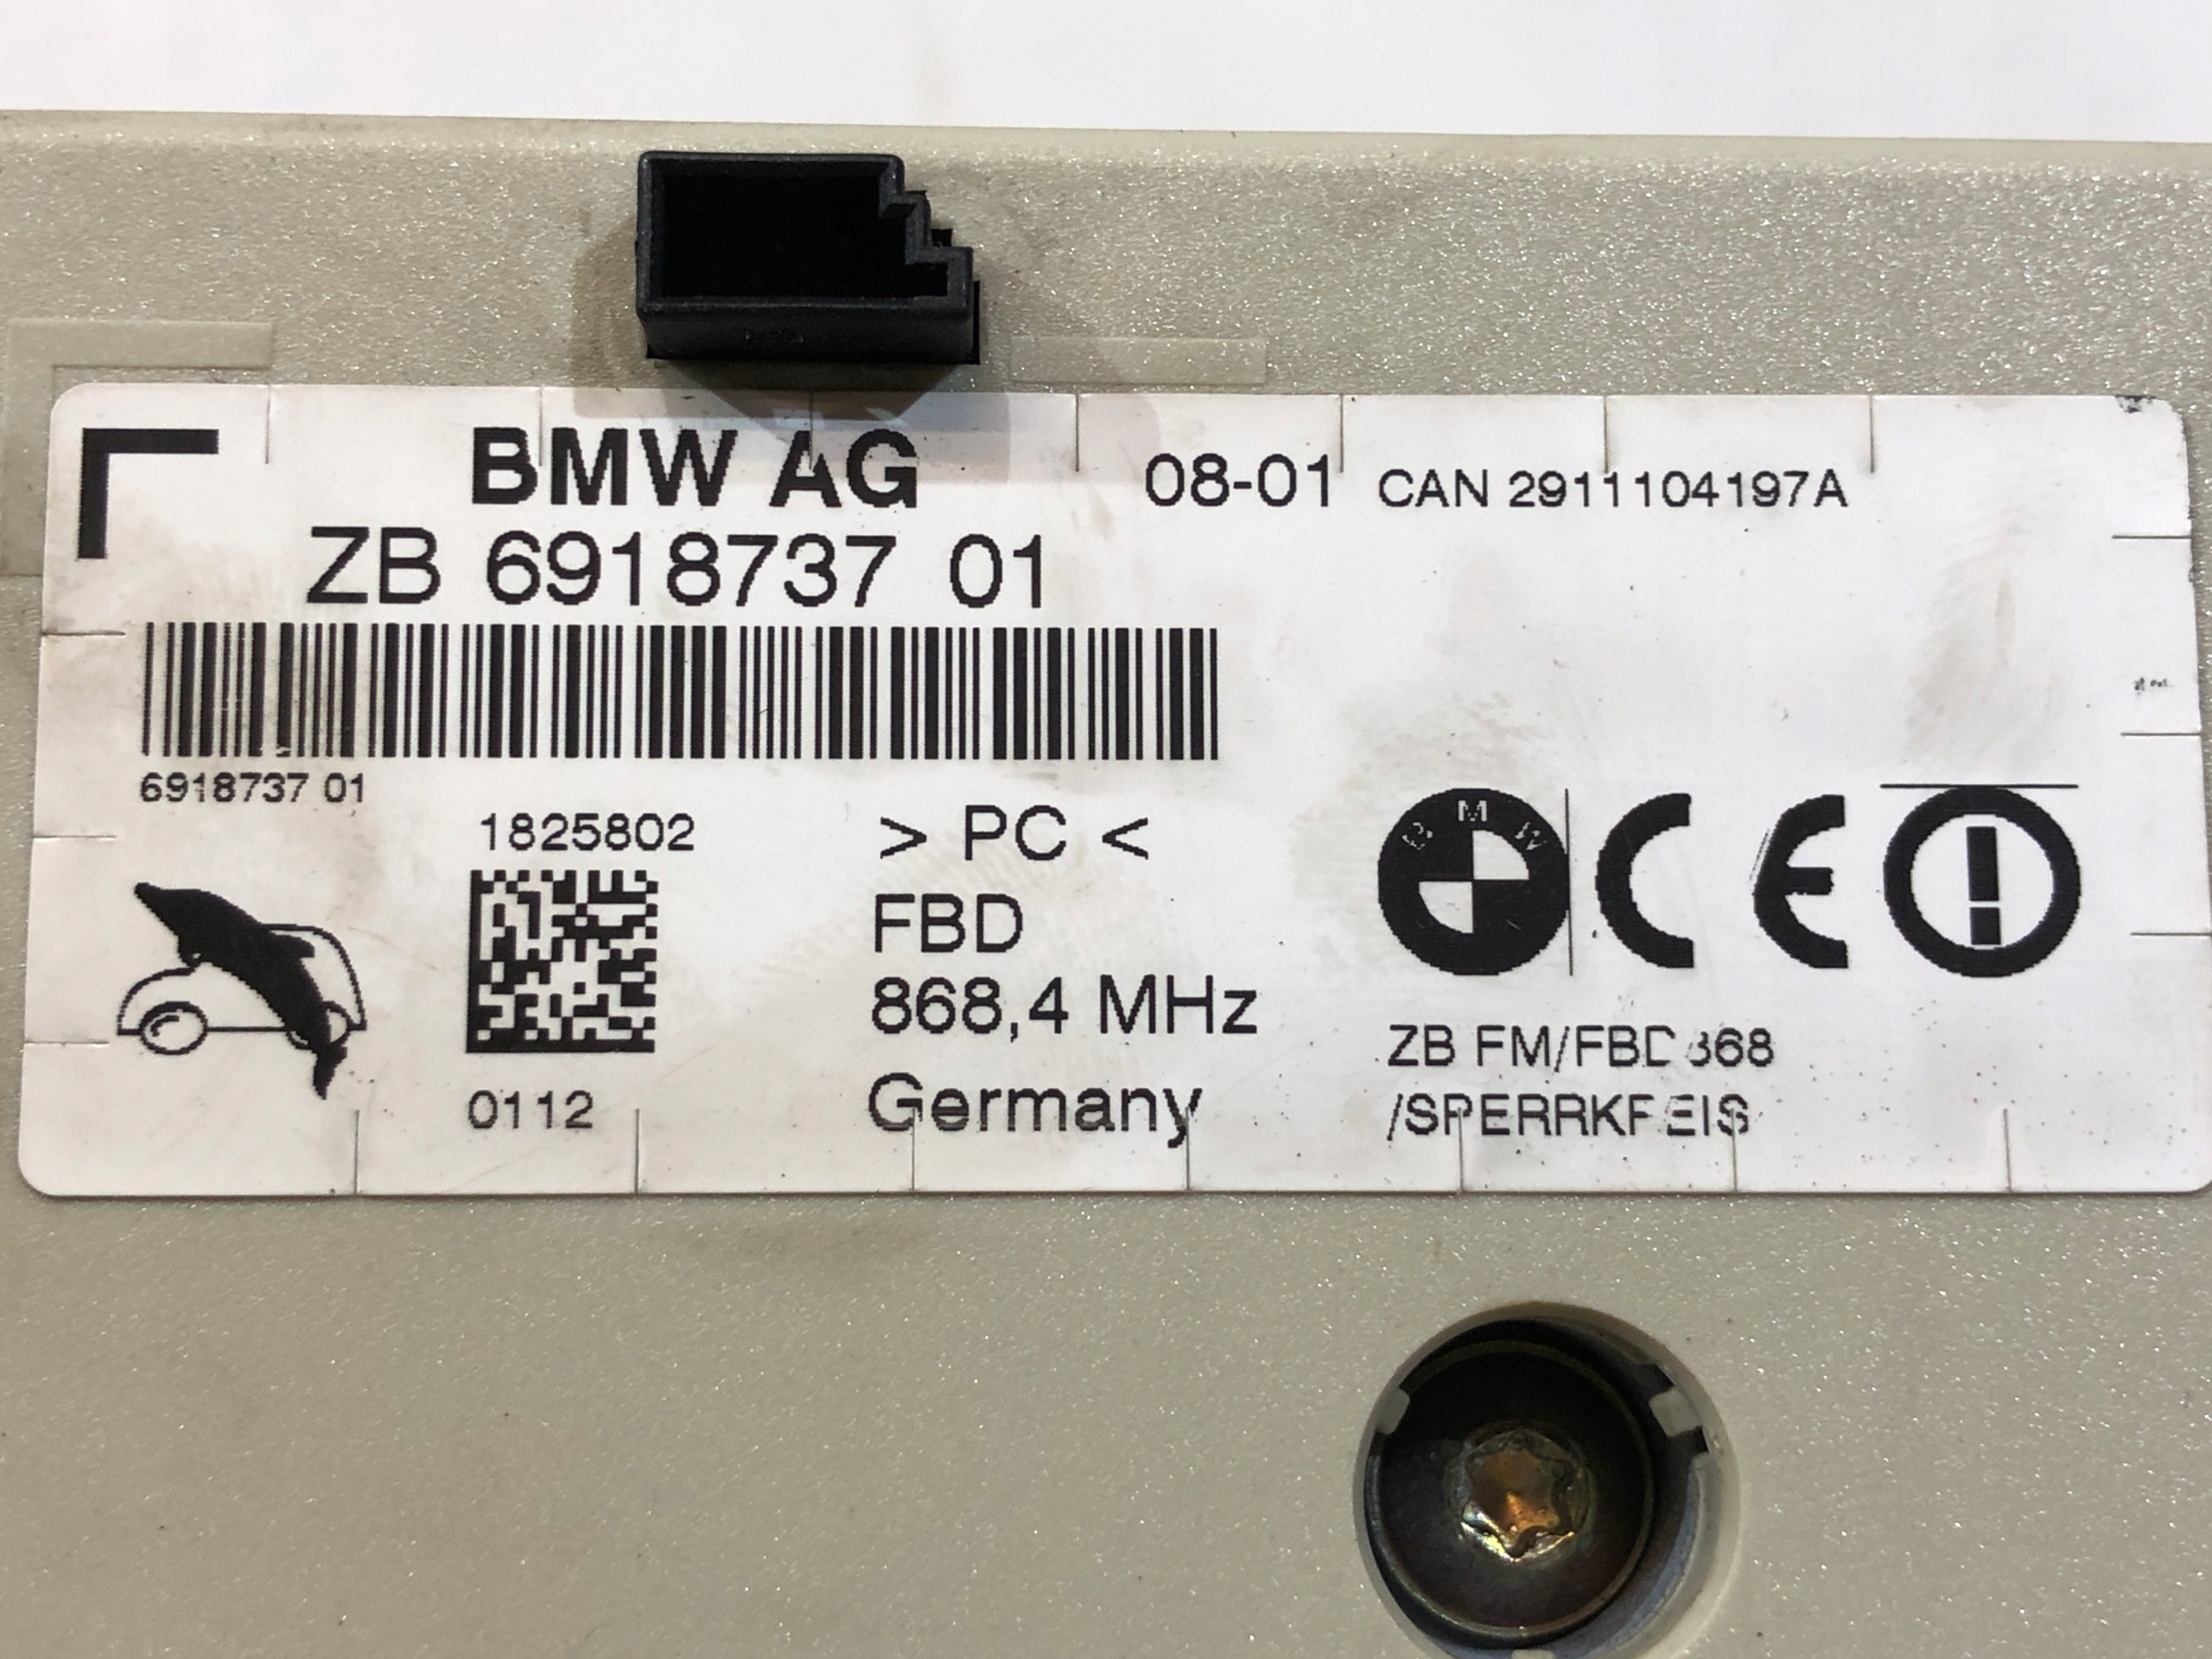 BMW AG 08-01 CAN 2911104197A
ZB 6918737 01
6918737 01
1825802 > PC <
FBD
868,4 MHz
0112 Germany
BMW
CE
ZB FM/FBD 868
/SPERRKREIS